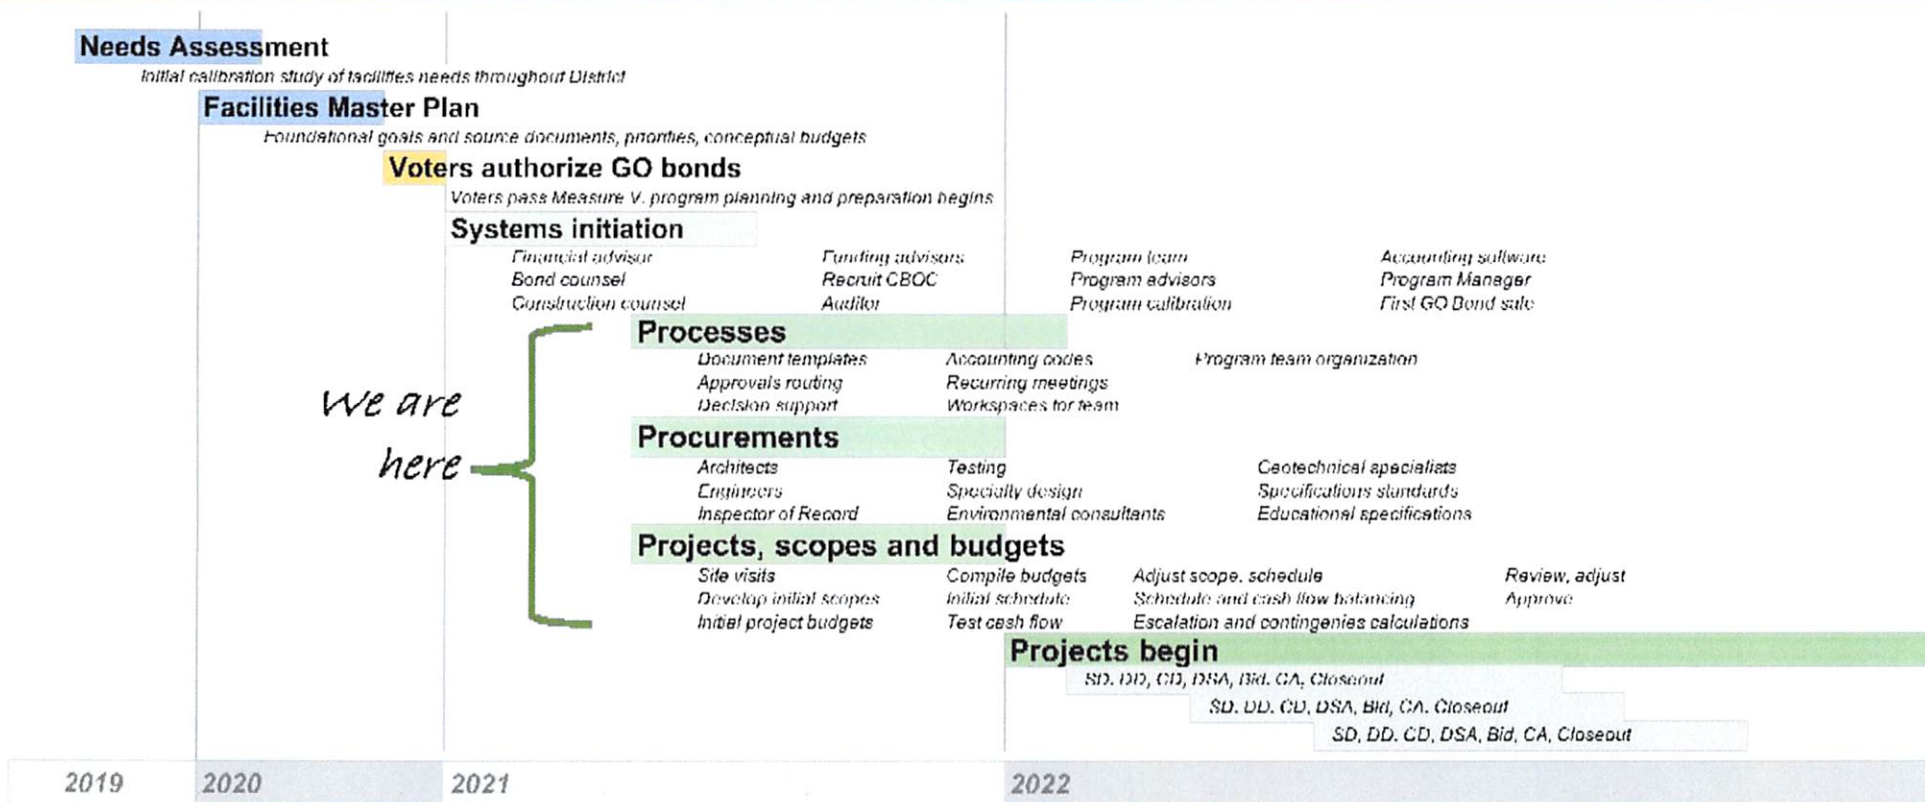 Needs Assessment
Initial calibration study of facilities needs throughout District
Facilities Master Plan
Foundational goals and source documents, priorities, conceptual budgets
Voters authorize GO bonds
Voters pass Measure V. program planning and preparation begins
Systems initiation
Financial advisor Funding advisors Program team Accounting software
Bond counsel Recruit CBOC Program advisors Program Manager
Construction counsel Auditor Program calibration First GO Bond sale
Processes
Document templates Accounting codes Program team organization
Approvals routing Recurring meetings
Decision support Workspaces for team
We are
here
Procurements
Architects Testing Geotechnical specialists
Engineers Specialty design Specifications standards
Inspector of Record Environmental consultants Educational specifications
Projects, scopes and budgets
Site visits Compile budgets Adjust scope. schedule Review, adjust
Develop initial scopes Initial schedule Schedule and cash flow balancing Approve
Initial project budgets Test cash flow Escalation and contingenies calculations
Projects begin
SD. DD, CD, DSA, Bid. CA, Closeout
SD. DD. CD, DSA, Bid, CA. Closeout
SD, DD. CD, DSA, Bid, CA, Closeout
2019 2020 2021 2022